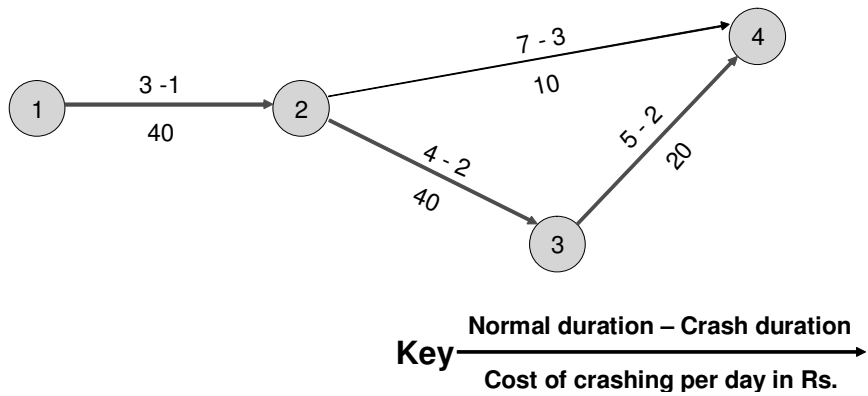 1
3 -1
40
2
7 - 3
10
4
4 - 2
40
5 - 2
20
3
Key
Normal duration – Crash duration
Cost of crashing per day in Rs.